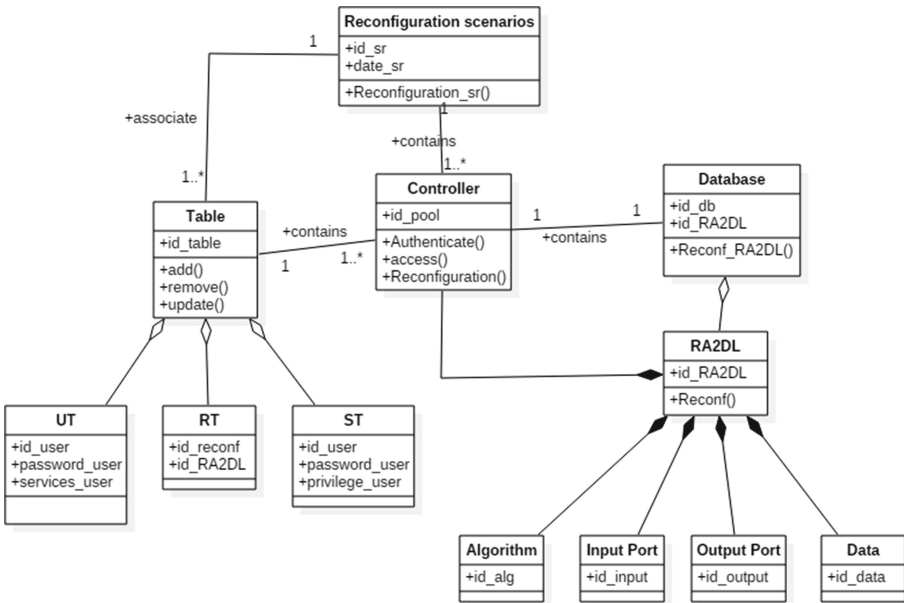 Reconfiguration scenarios
+id_sr
+date_sr
+Reconfiguration_sr()
1
1
+associate
+contains
1..*
1..*
Controller
+id_pool
+Authenticate()
+access()
+Reconfiguration()
Database
+id_db
+id_RA2DL
+Reconf_RA2DL()
1
1
+contains
Table
+id_table
+add()
+remove()
+update()
+contains
1
1..*
RA2DL
+id_RA2DL
+Reconf()
UT
+id_user
+password_user
+services_user
RT
+id_reconf
+id_RA2DL
ST
+id_user
+password_user
+privilege_user
Algorithm
+id_alg
Input Port
+id_input
Output Port
+id_output
Data
+id_data